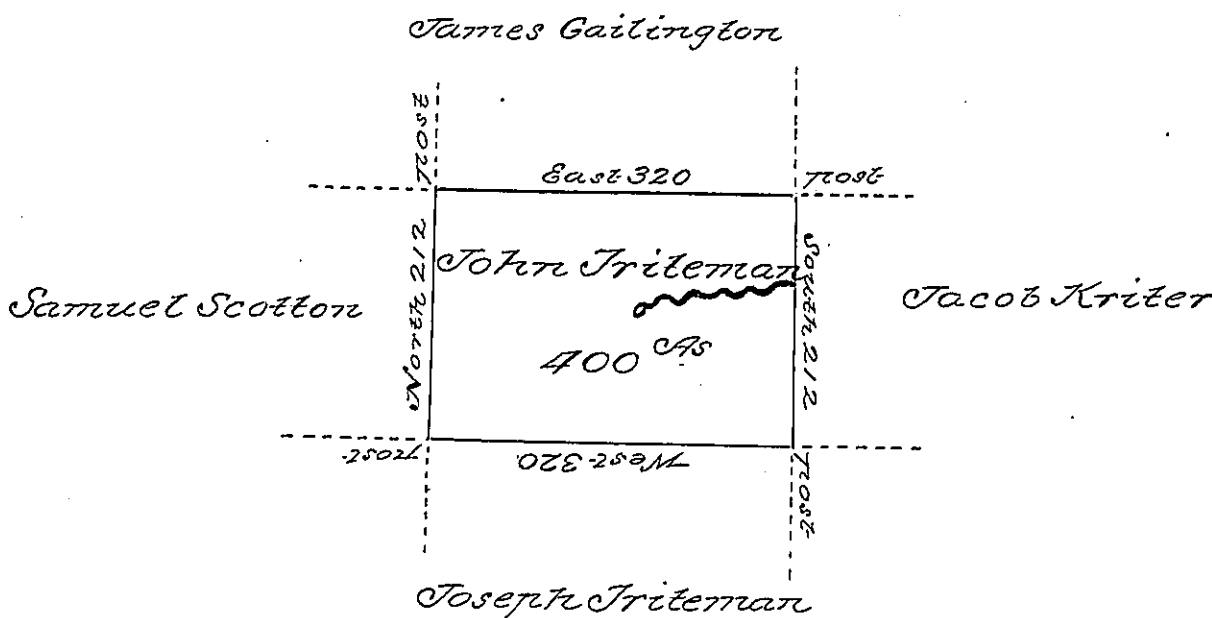 James Gailington
Post
East 320
Post
North 212
John Triteman
South 212
Samuel Scotton
Jacob Kriter
400 As
Post
West 320
Post
Joseph Triteman